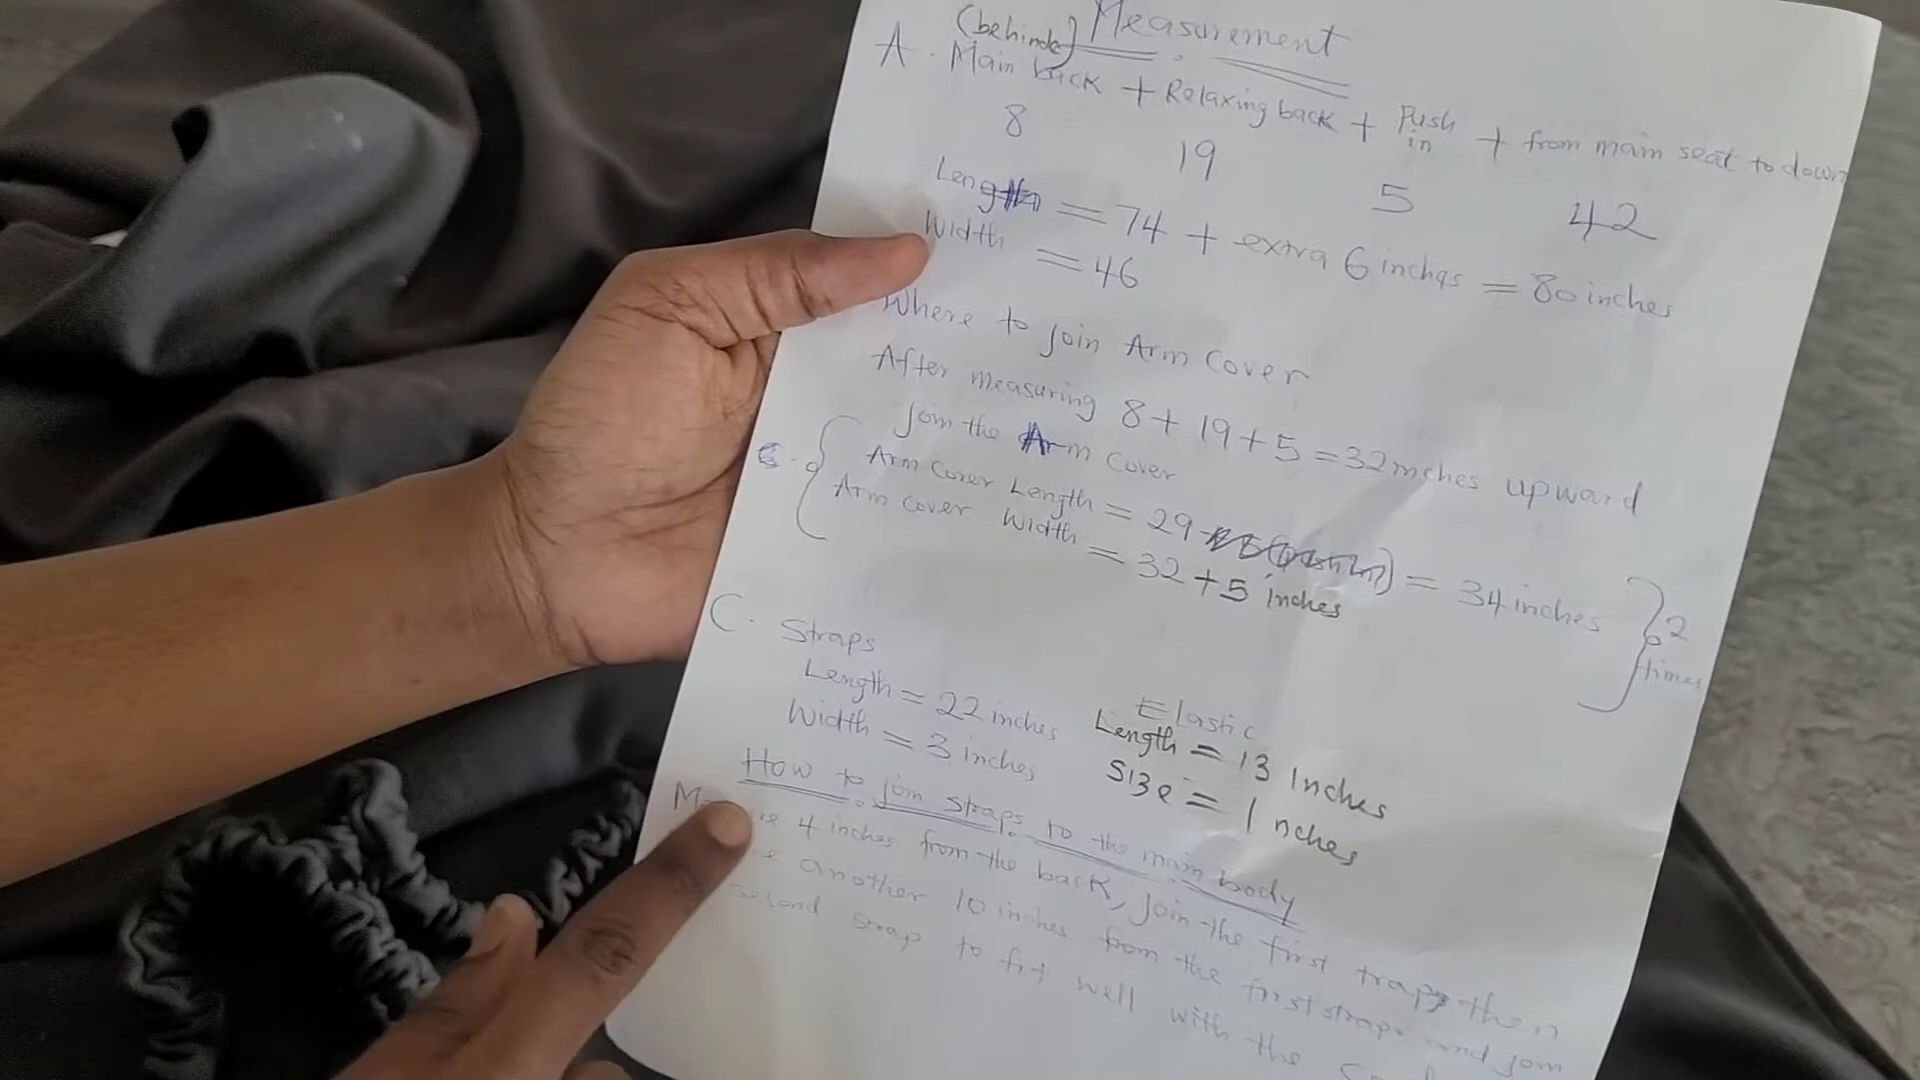 Measurement
(behinde)
A. Main back + Relaxing back + Push in + from main seat to down
8 19 5 42
Length = 74 + extra 6 inches = 80 inches
Width = 46
Where to join Arm Cover
After measuring 8 + 19 + 5 = 32 inches upward
Join the Arm Cover
Arm Cover Length = 29 = 34 inches
Arm Cover Width = 32 + 5 inches
2 times
C. Straps
Length = 22 inches
Width = 3 inches
Elastic
Length = 13 Inches
Size = 1 nches
How to join straps to the main body
4 inches from the back, Join the first then
another 10 inches from the first strap and join
second strap to fit well with the